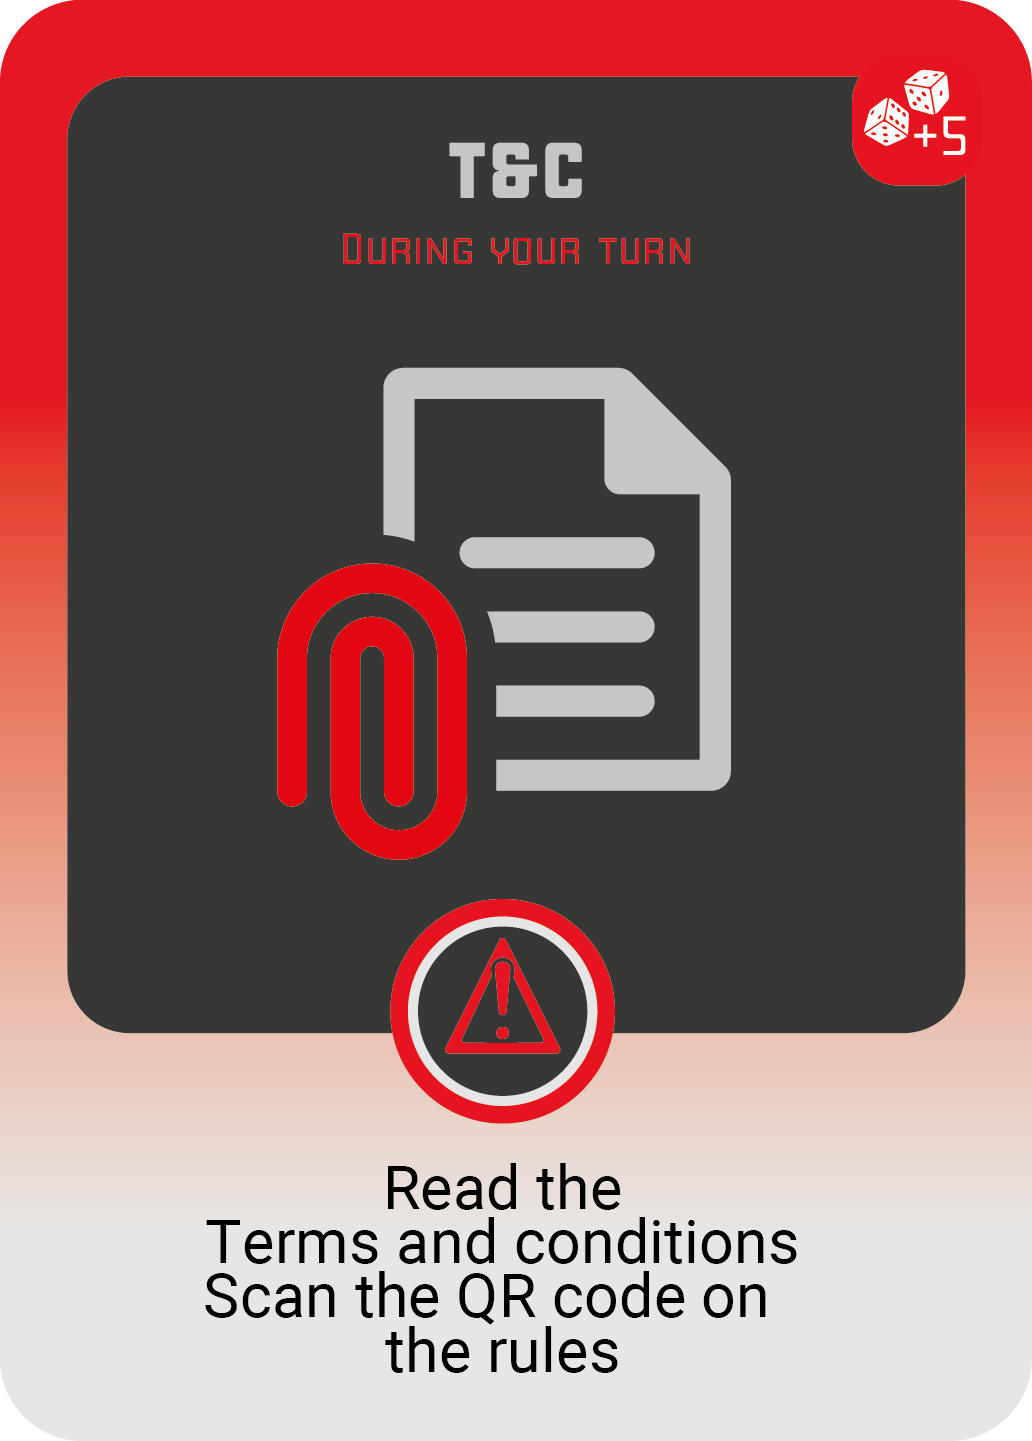 +5
T&C
During your turn
Read the
Terms and conditions
Scan the QR code on
the rules